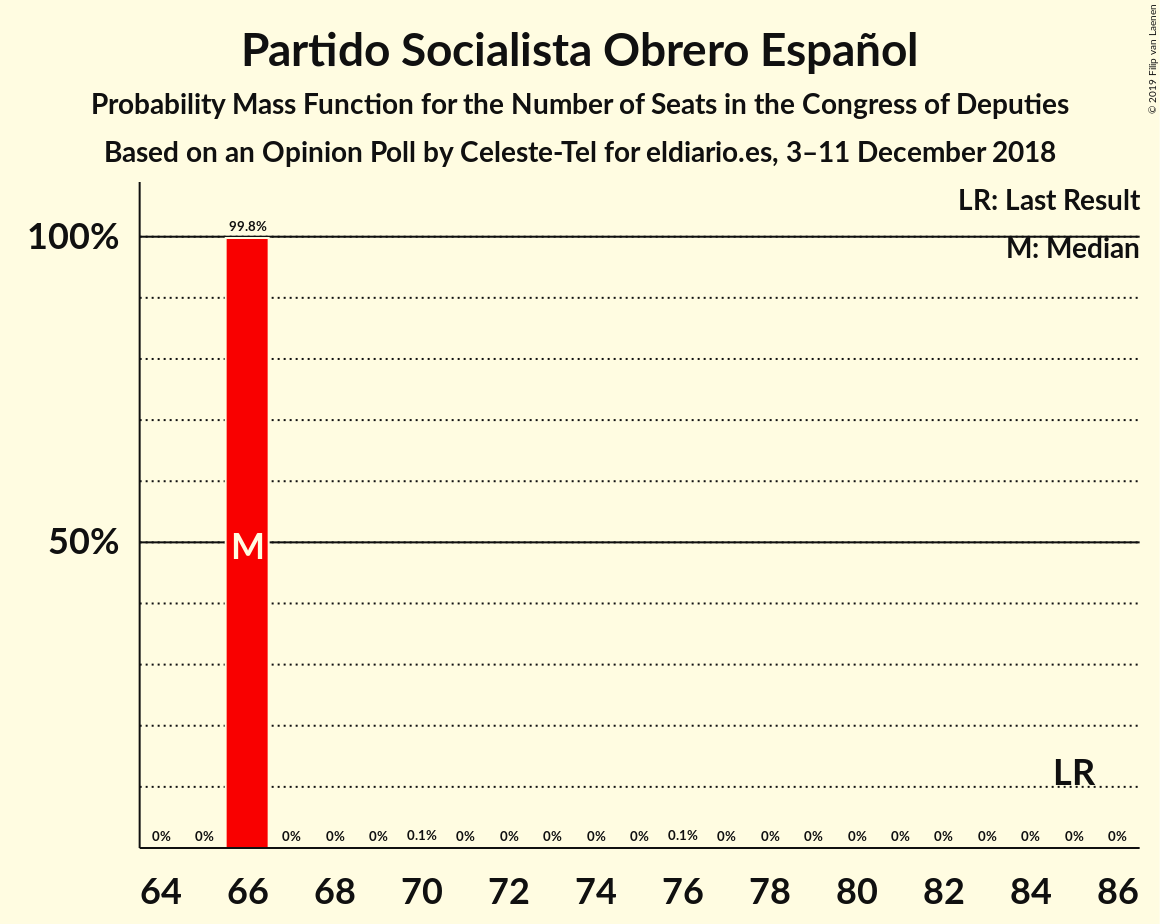 Partido Socialista Obrero Español
Probability Mass Function for the Number of Seats in the Congress of Deputies
Based on an Opinion Poll by Celeste-Tel for eldiario.es, 3–11 December 2018
© 2019 Filip van Laenen
LR: Last Result
M: Median
100%
50%
99.8%
M
LR
0% 0% 0% 0% 0% 0.1% 0% 0% 0% 0% 0% 0.1% 0% 0% 0% 0% 0% 0% 0% 0% 0% 0%
64 66 68 70 72 74 76 78 80 82 84 86